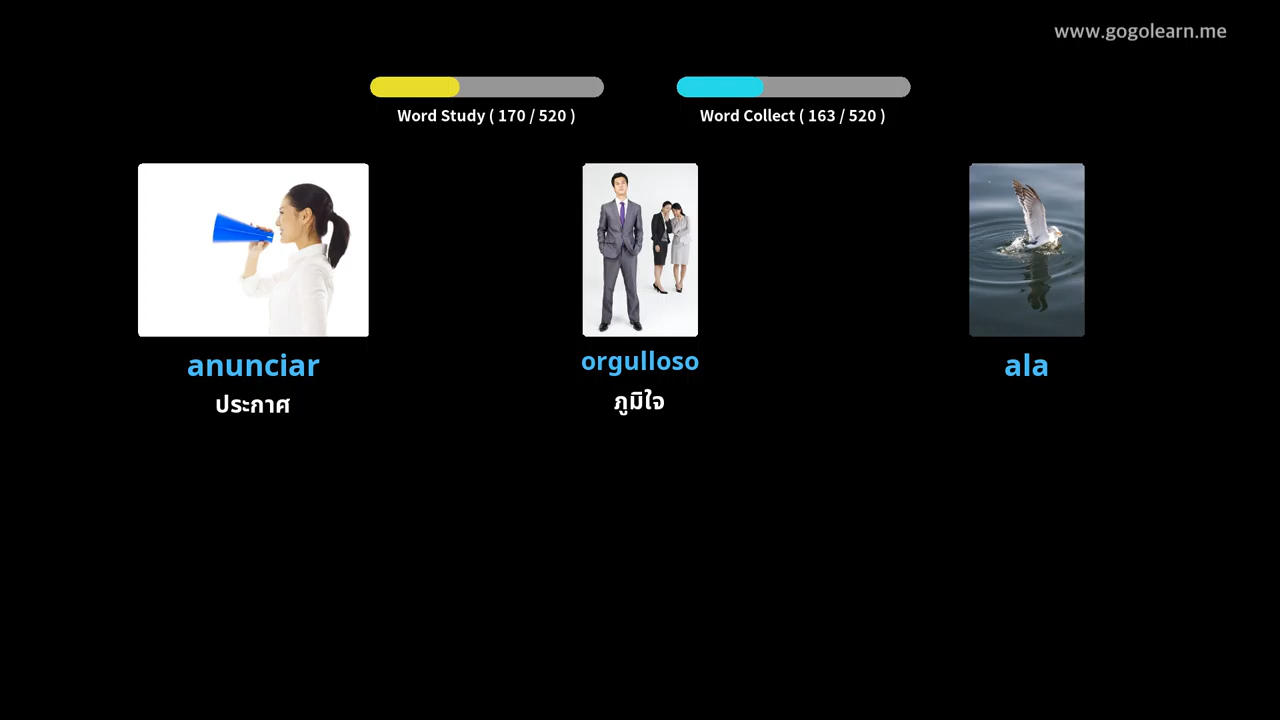 www.gogolearn.me
Word Study ( 170 / 520 )
Word Collect ( 163 / 520 )
anunciar
ประกาศ
orgulloso
ภูมิใจ
ala